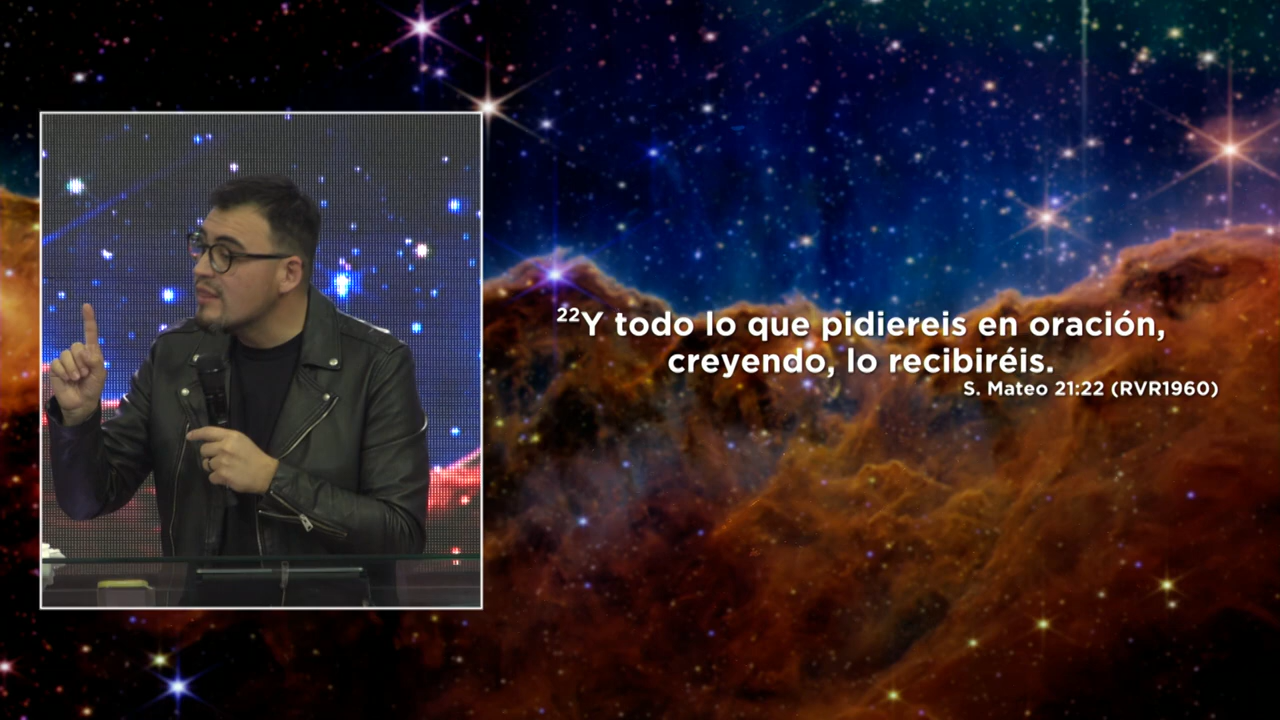 ²²Y todo lo que pidiereis en oración,
creyendo, lo recibiréis.
S. Mateo 21:22 (RVR1960)